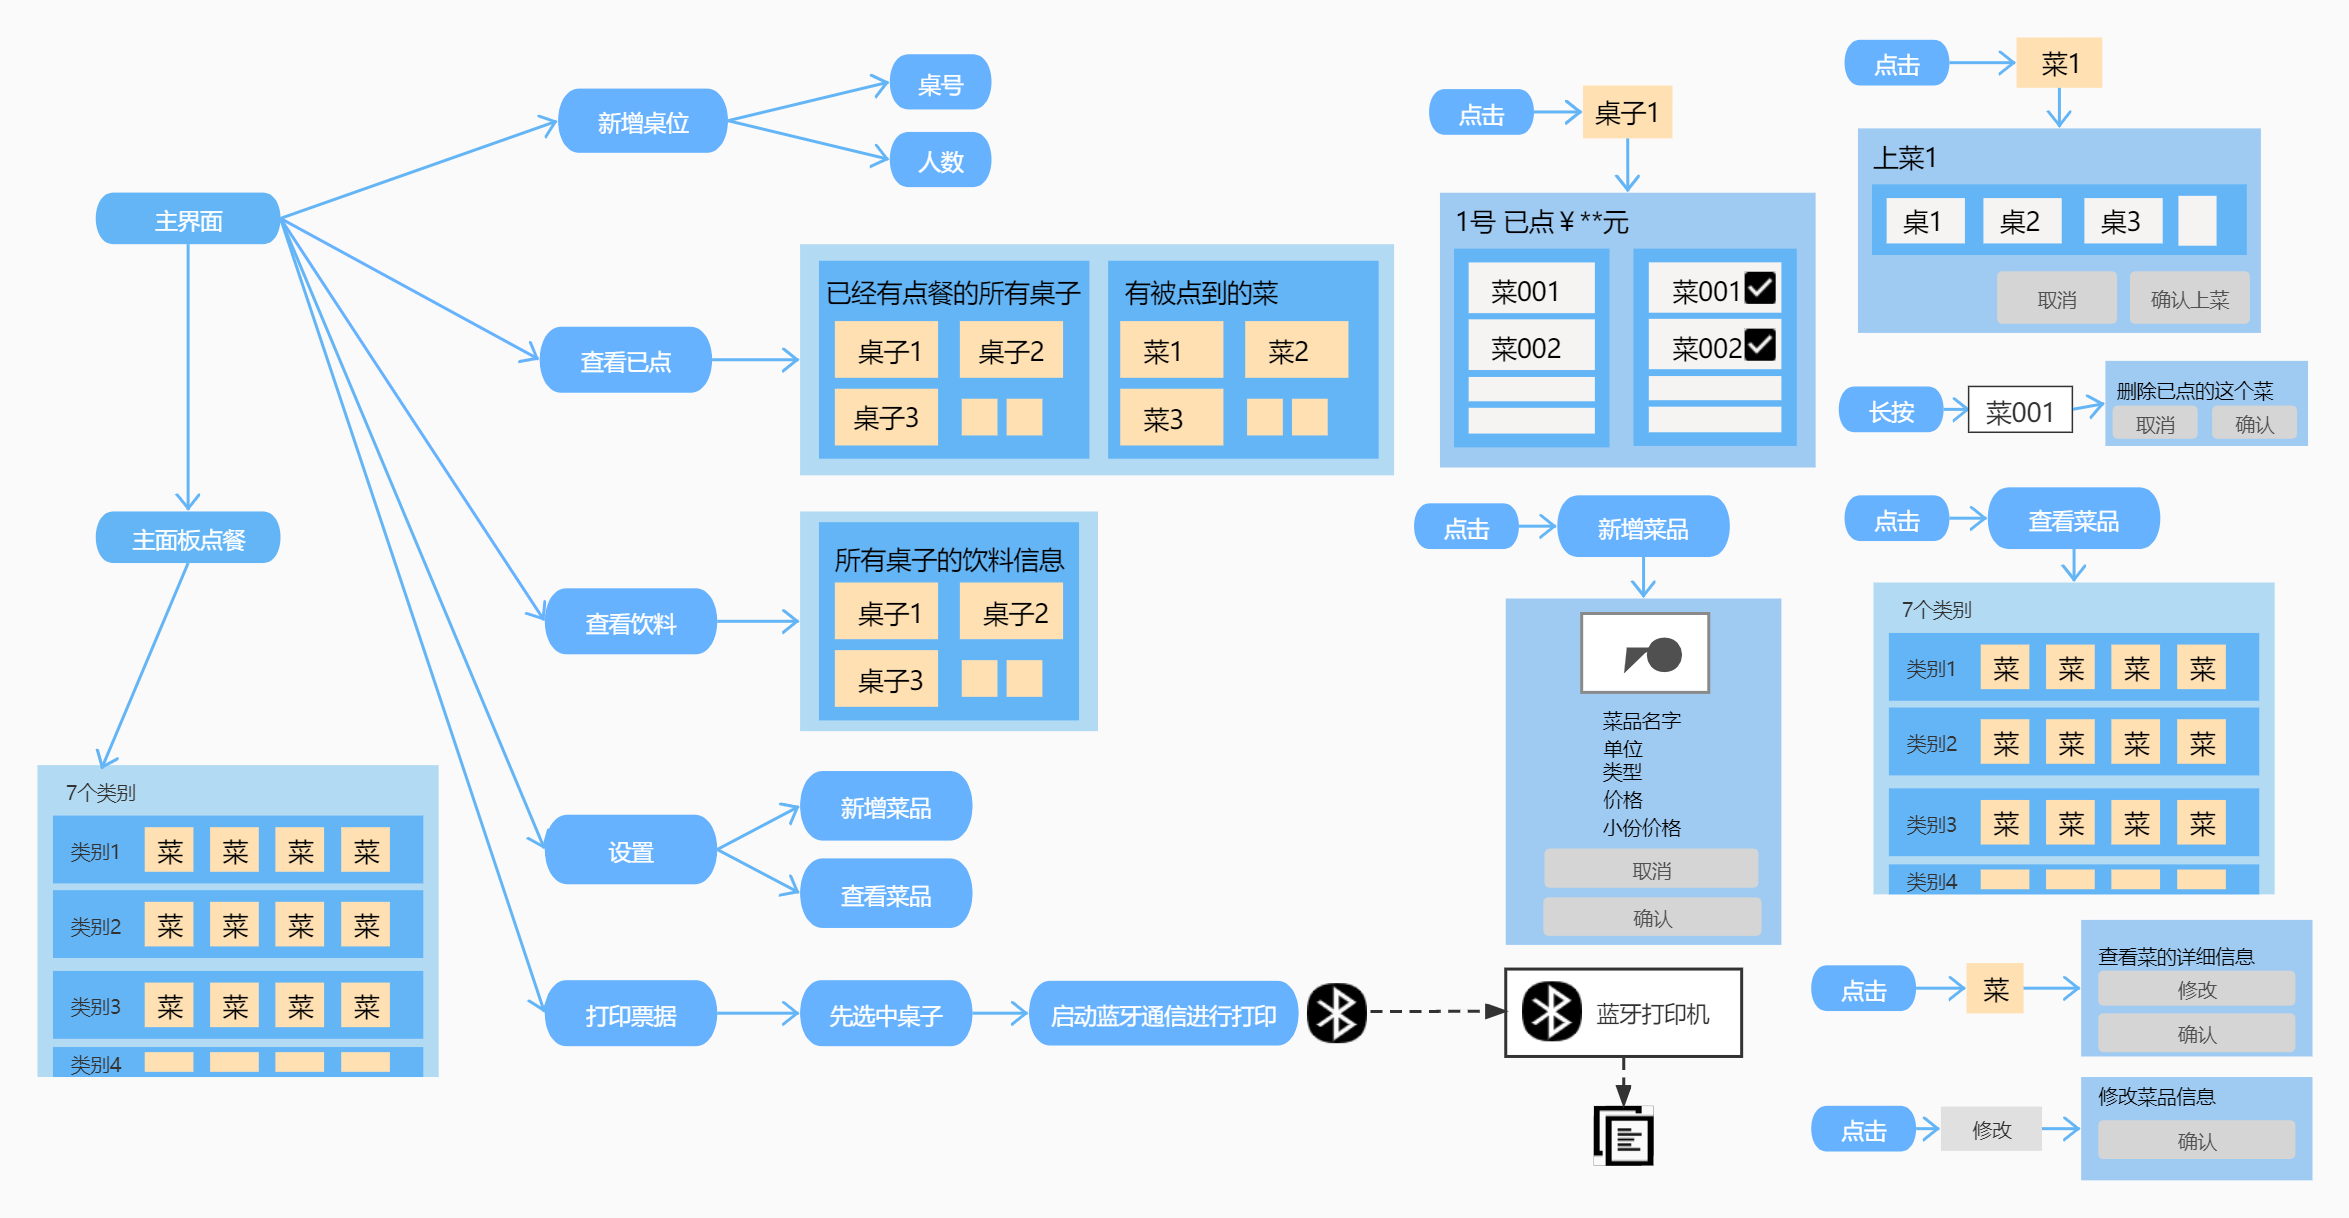 主界面
新增桌位
桌号
人数
查看已点
已经有点餐的所有桌子
桌子1
桌子2
桌子3
有被点到的菜
菜1
菜2
菜3
查看饮料
所有桌子的饮料信息
桌子1
桌子2
桌子3
设置
新增菜品
查看菜品
打印票据
先选中桌子
启动蓝牙通信进行打印
蓝牙打印机
主面板点餐
7个类别
类别1 菜 菜 菜 菜
类别2 菜 菜 菜 菜
类别3 菜 菜 菜 菜
类别4
点击
桌子1
1号 已点￥**元
菜001
菜002
菜001
菜002
点击
菜1
上菜1
桌1 桌2 桌3
取消
确认上菜
长按
菜001
删除已点的这个菜
取消
确认
点击
新增菜品
菜品名字
单位
类型
价格
小份价格
取消
确认
点击
查看菜品
7个类别
类别1 菜 菜 菜 菜
类别2 菜 菜 菜 菜
类别3 菜 菜 菜 菜
类别4
点击
菜
查看菜的详细信息
修改
确认
点击
修改
修改菜品信息
确认